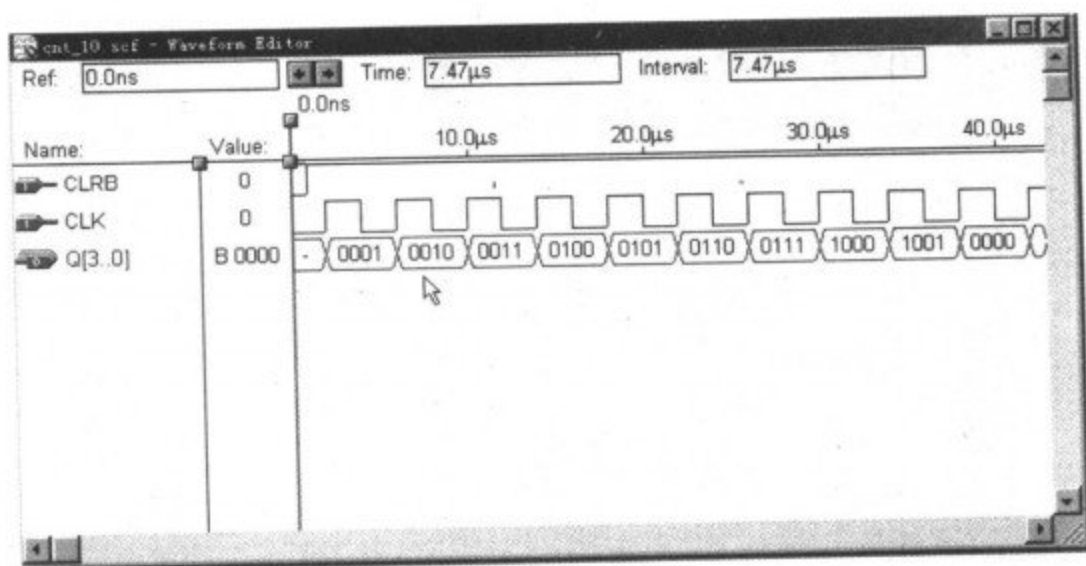 cnt_10.scf - Waveform Editor
Ref: 0.0ns Time: 7.47μs Interval: 7.47μs
0.0ns
Name: Value: 10.0μs 20.0μs 30.0μs 40.0μs
CLRB 0
CLK 0
Q[3..0] B 0000 - 0001 0010 0011 0100 0101 0110 0111 1000 1001 0000